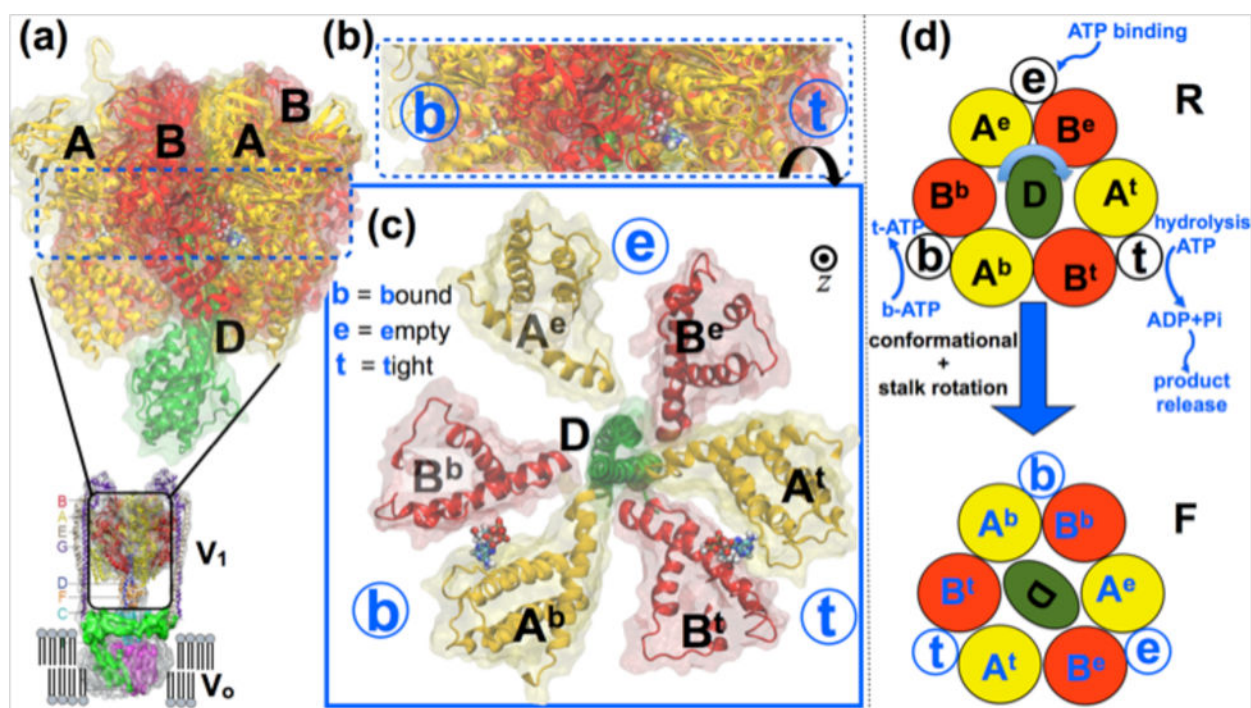 (a)
B
A
B
A
D
B
A
E
G
D
F
C
V₁
Vₒ
(b)
b
t
(c)
e
z
b = bound
e = empty
t = tight
Aᵉ
Bᵉ
D
Bᵇ
Aᵗ
Aᵇ
Bᵗ
b
t
(d)
ATP binding
e
R
Aᵉ
Bᵉ
Bᵇ
D
Aᵗ
t-ATP
hydrolysis
ATP
b
Aᵇ
Bᵗ
t
b-ATP
ADP+Pi
conformational
+
stalk rotation
product
release
b
F
Aᵇ
Bᵇ
Bᵗ
D
Aᵉ
t
Aᵗ
Bᵉ
e